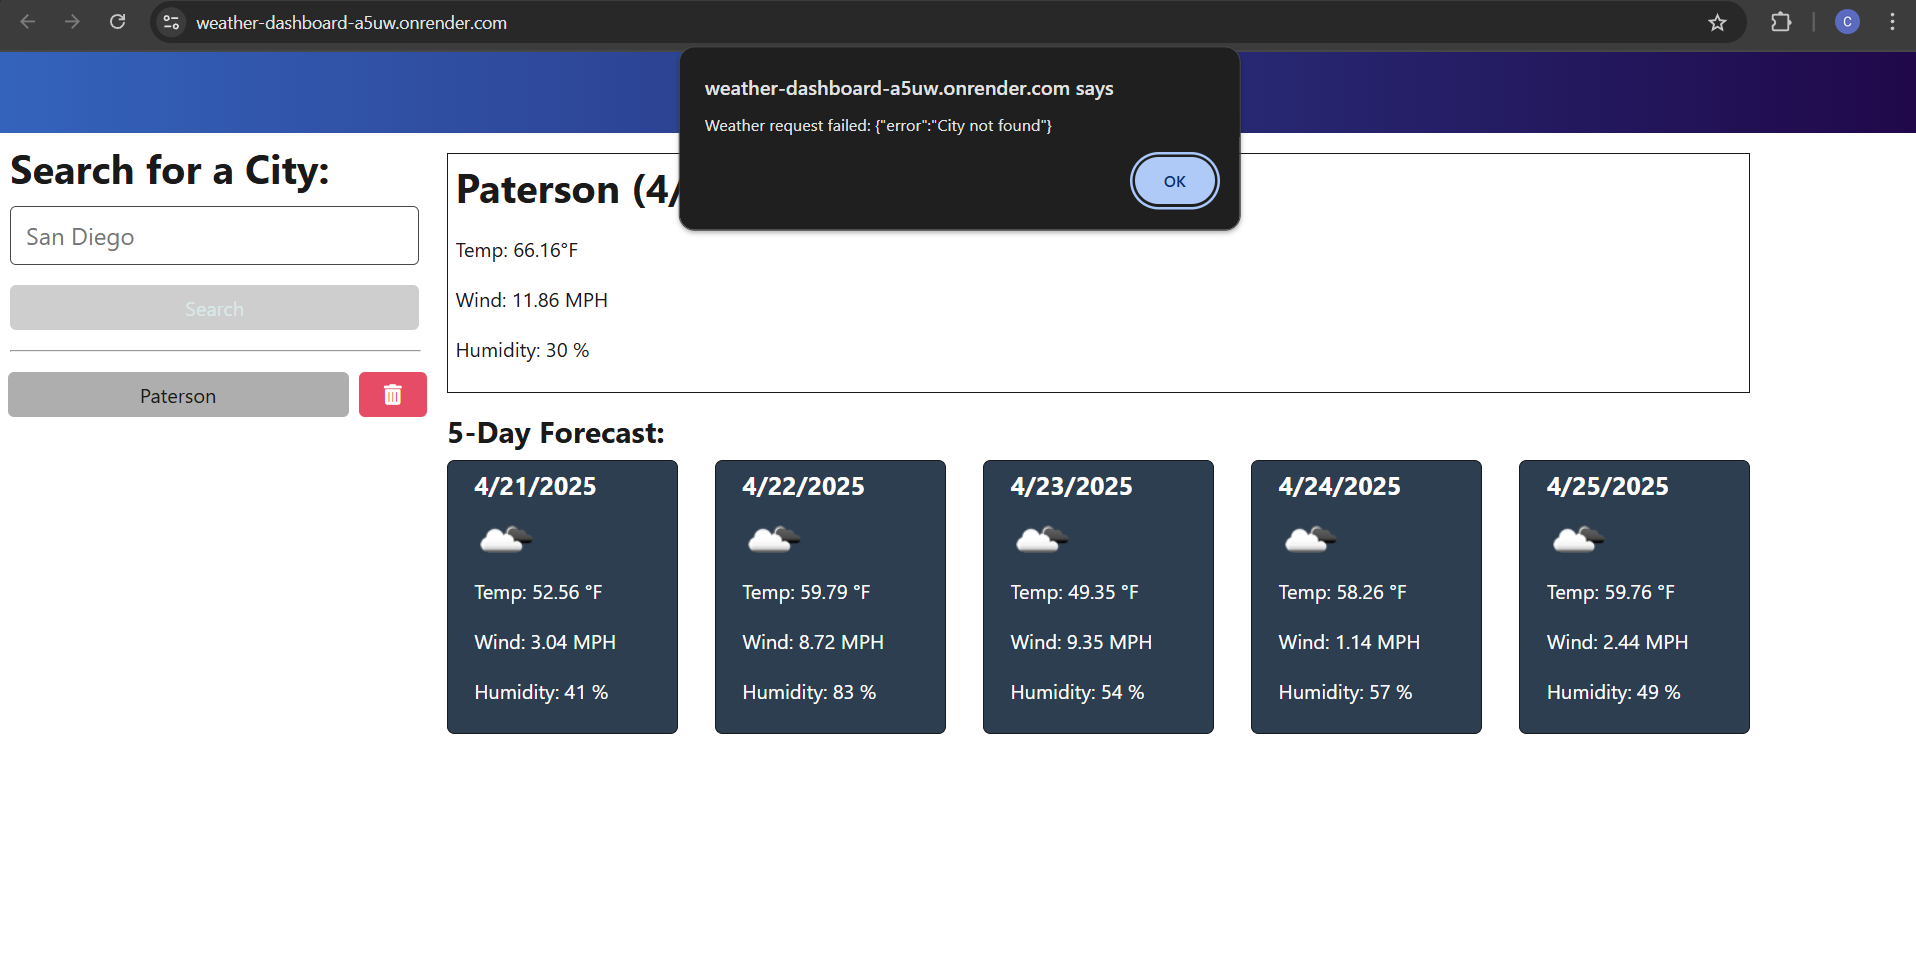 weather-dashboard-a5uw.onrender.com
C
weather-dashboard-a5uw.onrender.com says
Weather request failed: {"error":"City not found"}
OK
Search for a City:
San Diego
Search
Paterson
Paterson (4/
Temp: 66.16°F
Wind: 11.86 MPH
Humidity: 30 %
5-Day Forecast:
4/21/2025
Temp: 52.56 °F
Wind: 3.04 MPH
Humidity: 41 %
4/22/2025
Temp: 59.79 °F
Wind: 8.72 MPH
Humidity: 83 %
4/23/2025
Temp: 49.35 °F
Wind: 9.35 MPH
Humidity: 54 %
4/24/2025
Temp: 58.26 °F
Wind: 1.14 MPH
Humidity: 57 %
4/25/2025
Temp: 59.76 °F
Wind: 2.44 MPH
Humidity: 49 %